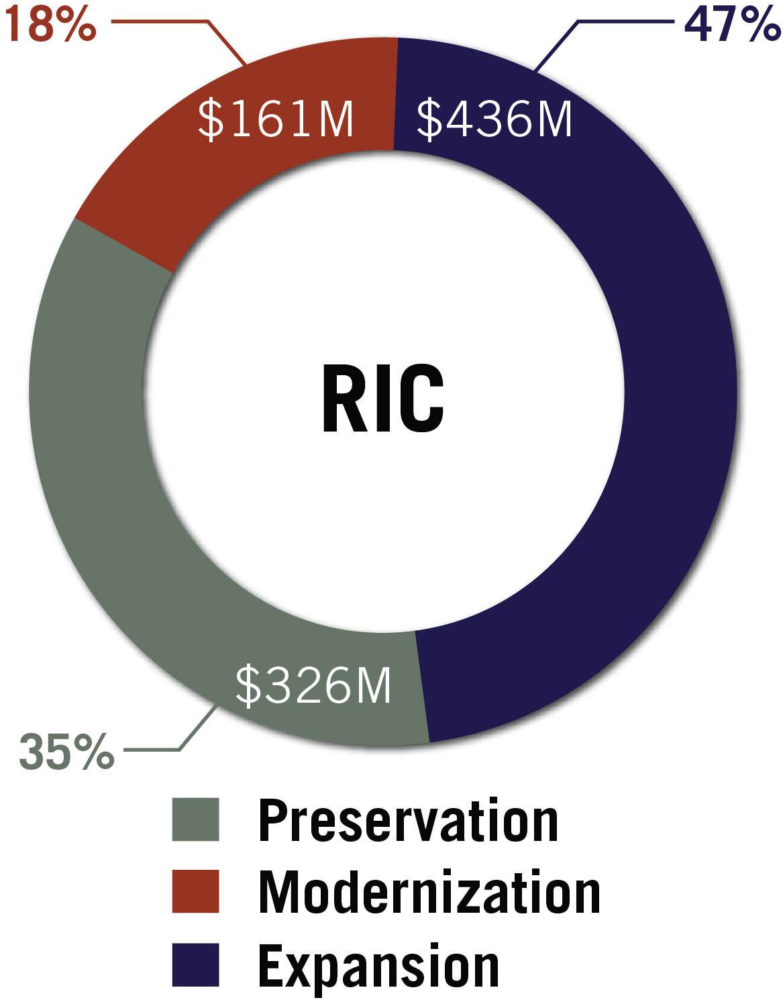 18%
47%
$161M
$436M
RIC
$326M
35%
Preservation
Modernization
Expansion